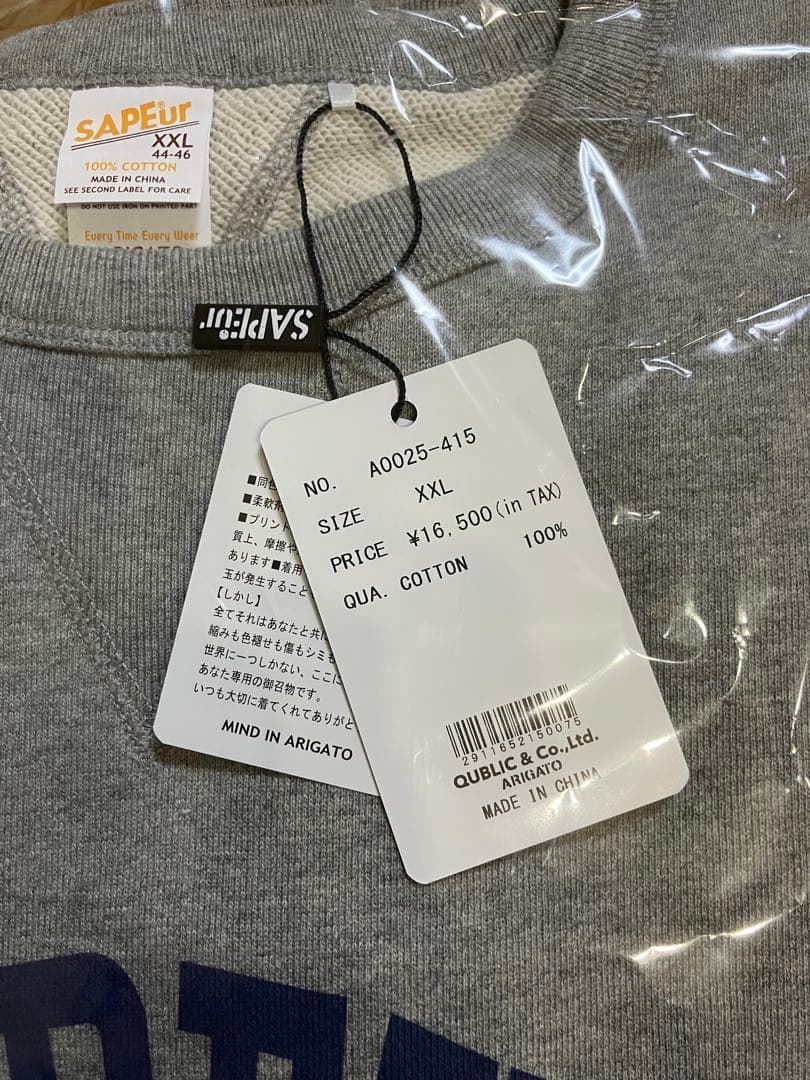 SAPEur
XXL
44-46
100% COTTON
MADE IN CHINA
SEE SECOND LABEL FOR CARE
DO NOT USE IRON ON PRINTED PART
Every Time Every Wear
SAPEur
NO. A0025-415
SIZE XXL
PRICE ¥16,500(in TAX)
QUA. COTTON 100%
2911652150075
QUBLIC & Co.,Ltd.
ARIGATO
MADE IN CHINA
■同色
■柔軟剤
■プリント
質上、摩擦や
あります■着用
玉が発生すること
【しかし】
全てそれはあなたと共に
縮みも色褪せも傷もシミも
世界に一つしかない、ここに
あなた専用の御召物です。
いつも大切に着てくれてありがと
MIND IN ARIGATO